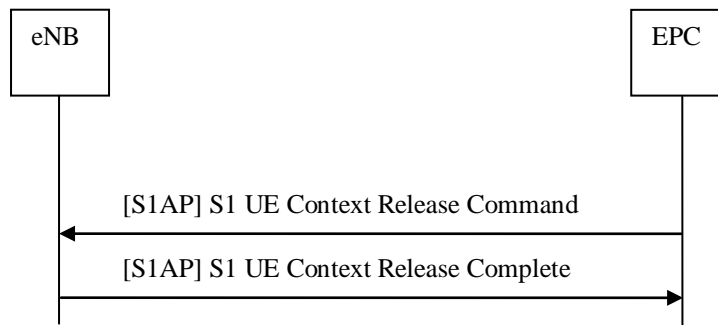 eNB
EPC
[S1AP] S1 UE Context Release Command
[S1AP] S1 UE Context Release Complete